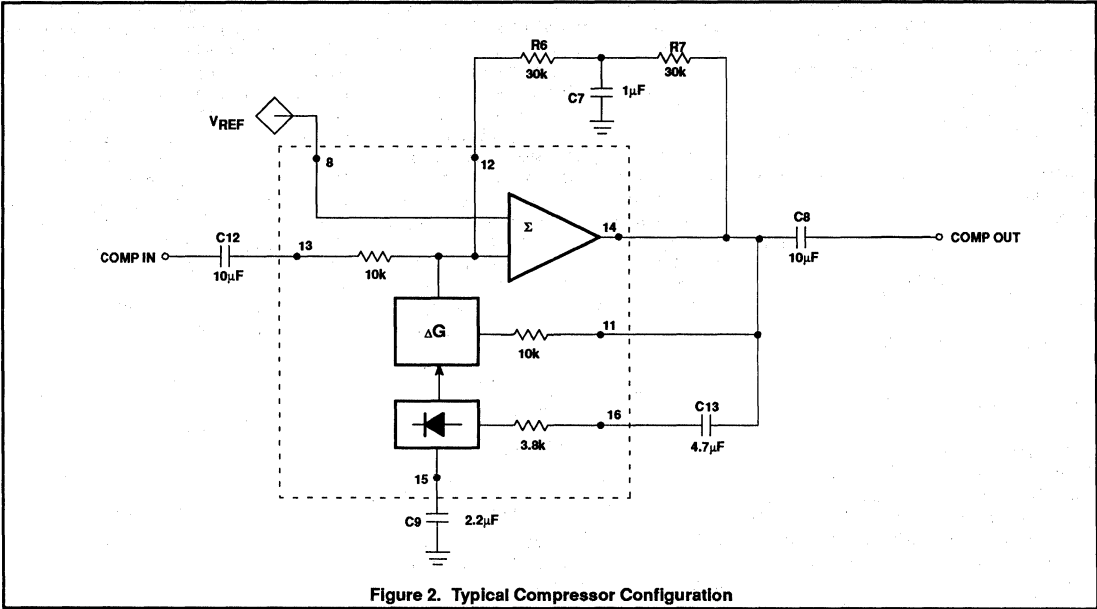 R6
30k
R7
30k
C7
1μF
VREF
8
12
Σ
14
C8
10μF
COMP OUT
COMP IN
C12
10μF
13
10k
ΔG
10k
11
3.8k
16
C13
4.7μF
15
C9
2.2μF
Figure 2. Typical Compressor Configuration